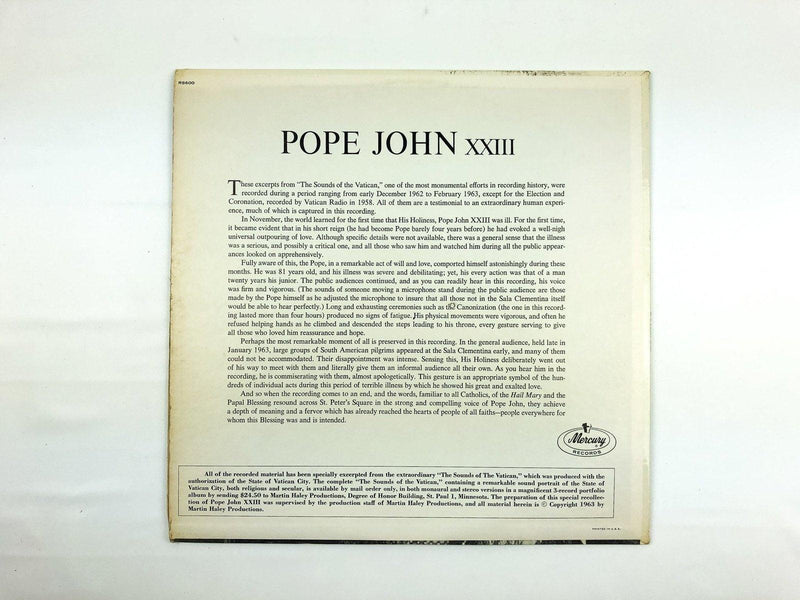 RS600
POPE JOHN XXIII
These excerpts from "The Sounds of the Vatican," one of the most monumental efforts in recording history, were
recorded during a period ranging from early December 1962 to February 1963, except for the Election and
Coronation, recorded by Vatican Radio in 1958. All of them are a testimonial to an extraordinary human experi-
ence, much of which is captured in this recording.
In November, the world learned for the first time that His Holiness, Pope John XXIII was ill. For the first time,
it became evident that in his short reign (he had become Pope barely four years before) he had evoked a well-nigh
universal outpouring of love. Although specific details were not available, there was a general sense that the illness
was a serious, and possibly a critical one, and all those who saw him and watched him during all the public appear-
ances looked on apprehensively.
Fully aware of this, the Pope, in a remarkable act of will and love, comported himself astonishingly during these
months. He was 81 years old, and his illness was severe and debilitating; yet, his every action was that of a man
twenty years his junior. The public audiences continued, and as you can readily hear in this recording, his voice
was firm and vigorous. (The sounds of someone moving a microphone stand during the public audience are those
made by the Pope himself as he adjusted the microphone to insure that all those not in the Sala Clementina itself
would be able to hear perfectly.) Long and exhausting ceremonies such as the Canonization (the one in this record-
ing lasted more than four hours) produced no signs of fatigue. His physical movements were vigorous, and often he
refused helping hands as he climbed and descended the steps leading to his throne, every gesture serving to give
all those who loved him reassurance and hope.
Perhaps the most remarkable moment of all is preserved in this recording. In the general audience, held late in
January 1963, large groups of South American pilgrims appeared at the Sala Clementina early, and many of them
could not be accommodated. Their disappointment was intense. Sensing this, His Holiness deliberately went out
of his way to meet with them and literally give them an informal audience all their own. As you hear him in the
recording, he is commiserating with them, almost apologetically. This gesture is an appropriate symbol of the hun-
dreds of individual acts during this period of terrible illness by which he showed his great and exalted love.
And so when the recording comes to an end, and the words, familiar to all Catholics, of the Hail Mary and the
Papal Blessing resound across St. Peter's Square in the strong and compelling voice of Pope John, they achieve
a depth of meaning and a fervor which has already reached the hearts of people of all faiths—people everywhere for
whom this Blessing was and is intended.
Mercury
RECORDS
All of the recorded material has been specially excerpted from the extraordinary "The Sounds of The Vatican," which was produced with the
authorization of the State of Vatican City. The complete "The Sounds of the Vatican," containing a remarkable sound portrait of the State of
Vatican City, both religious and secular, is available by mail order only, in both monaural and stereo versions in a magnificent 3-record portfolio
album by sending $24.50 to Martin Haley Productions, Degree of Honor Building, St. Paul 1, Minnesota. The preparation of this special recollec-
tion of Pope John XXIII was supervised by the production staff of Martin Haley Productions, and all material herein is © Copyright 1963 by
Martin Haley Productions.
PRINTED IN U.S.A.